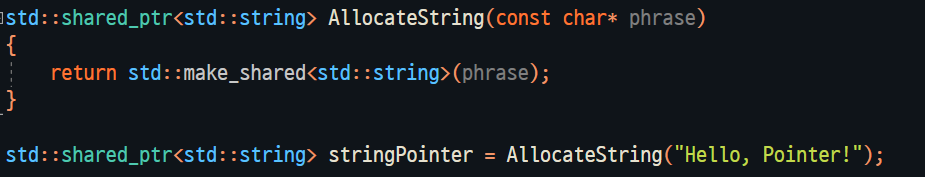 std::shared_ptr<std::string> AllocateString(const char* phrase)
{
    return std::make_shared<std::string>(phrase);
}
std::shared_ptr<std::string> stringPointer = AllocateString("Hello, Pointer!");